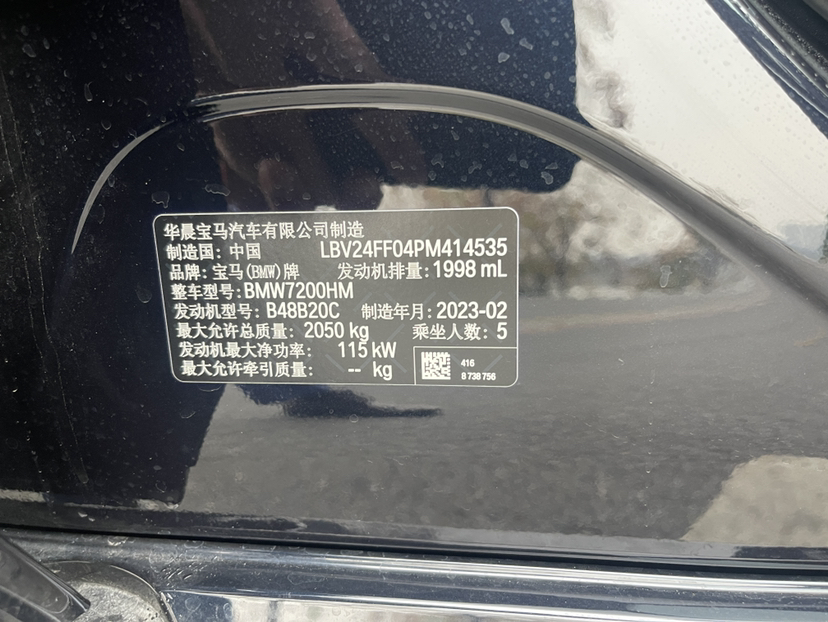 华晨宝马汽车有限公司制造
制造国：中国 LBV24FF04PM414535
品牌：宝马(BMW)牌 发动机排量：1998 mL
整车型号：BMW7200HM
发动机型号：B48B20C 制造年月：2023-02
最大允许总质量：2050 kg 乘坐人数：5
发动机最大净功率：115 kW
最大允许牵引质量：-- kg
416
8 738 756